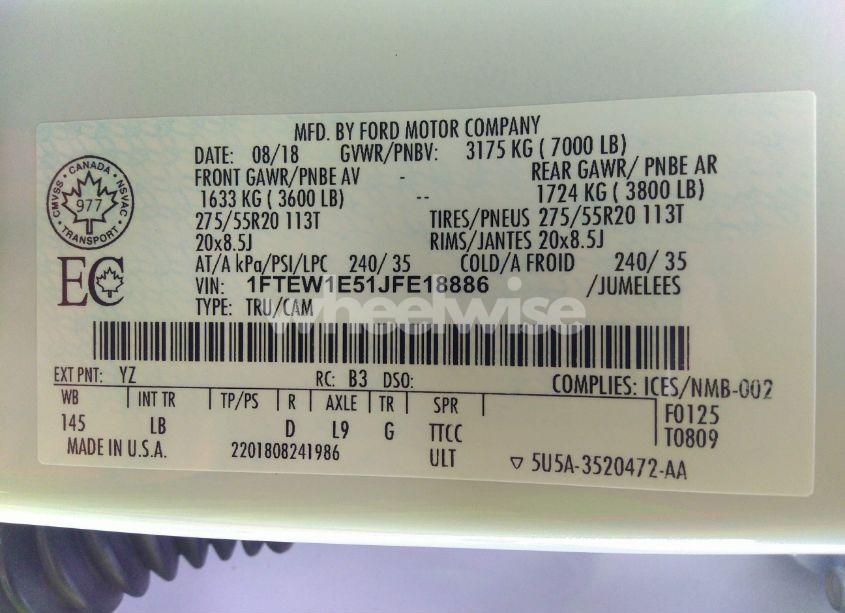 MFD. BY FORD MOTOR COMPANY
DATE: 08/18 GVWR/PNBV: 3175 KG ( 7000 LB)
FRONT GAWR/PNBE AV - REAR GAWR/ PNBE AR
1633 KG ( 3600 LB) -- 1724 KG ( 3800 LB)
275/55R20 113T TIRES/PNEUS 275/55R20 113T
20x8.5J RIMS/JANTES 20x8.5J
AT/A kPa/PSI/LPC 240/ 35 COLD/A FROID 240/ 35
VIN: 1FTEW1E51JFE18886 /JUMELEES
TYPE: TRU/CAM
CANADA
CMVSS 977 NSVAC
TRANSPORT
EC
wheelwise
EXT PNT: YZ RC: B3 DSO: COMPLIES: ICES/NMB-002
WB INT TR TP/PS R AXLE TR SPR F0125
145 LB D L9 G TTCC T0809
MADE IN U.S.A. 2201808241986 ULT ▽ 5U5A-3520472-AA